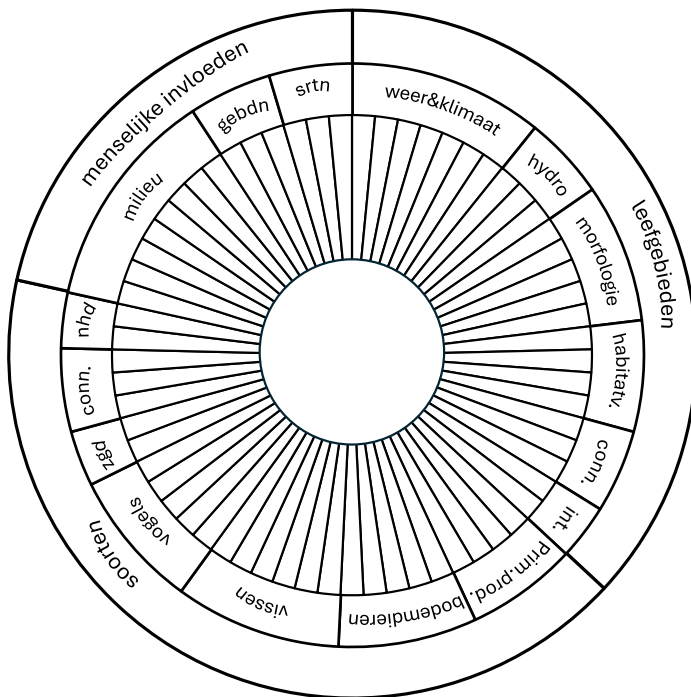 leefgebieden
weer&klimaat
hydro
morfologie
habitatv.
conn.
int.
soorten
Prim.prod.
bodemdieren
vissen
vogels
zgd
conn.
nhd
menselijke invloeden
milieu
gebdn
srtn